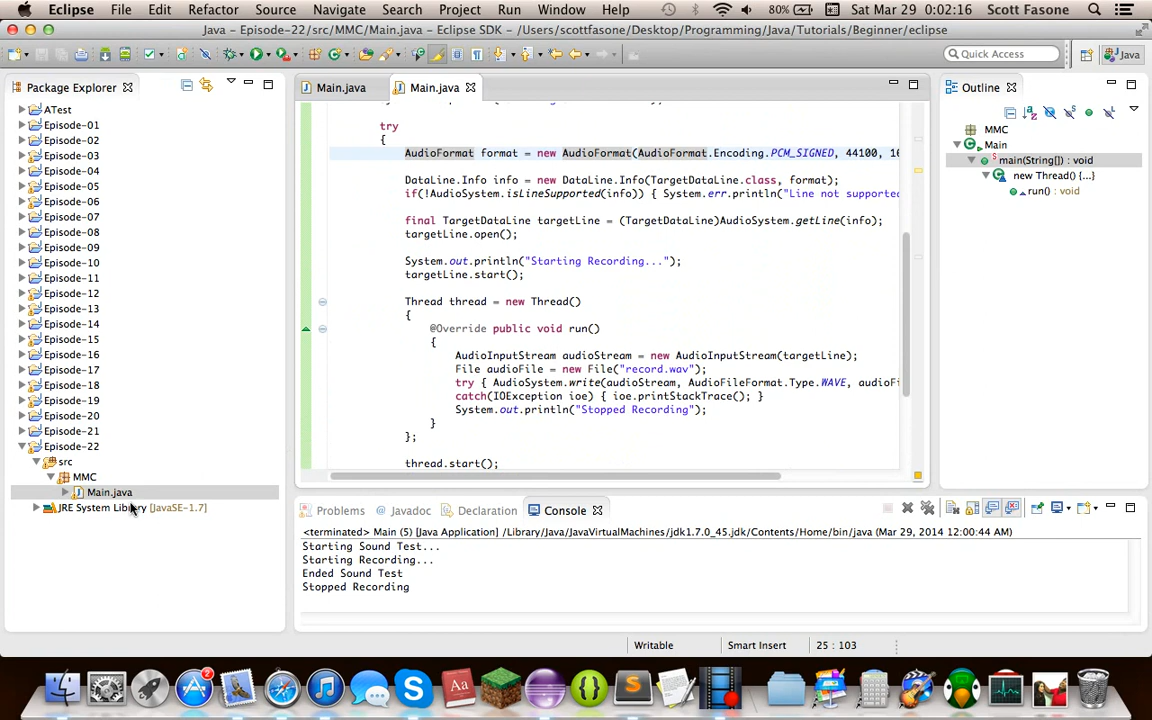 Eclipse File Edit Refactor Source Navigate Search Project Run Window Help 80% Sat Mar 29 0:02:16 Scott Fasone
Java – Episode-22/src/MMC/Main.java – Eclipse SDK – /Users/scottfasone/Desktop/Programming/Java/Tutorials/Beginner/eclipse
Quick Access Java
Package Explorer
ATest
Episode-01
Episode-02
Episode-03
Episode-04
Episode-05
Episode-06
Episode-07
Episode-08
Episode-09
Episode-10
Episode-11
Episode-12
Episode-13
Episode-14
Episode-15
Episode-16
Episode-17
Episode-18
Episode-19
Episode-20
Episode-21
Episode-22
src
MMC
Main.java
JRE System Library [JavaSE-1.7]
Main.java Main.java
try
{
AudioFormat format = new AudioFormat(AudioFormat.Encoding.PCM_SIGNED, 44100, 16
DataLine.Info info = new DataLine.Info(TargetDataLine.class, format);
if(!AudioSystem.isLineSupported(info)) { System.err.println("Line not supporte
final TargetDataLine targetLine = (TargetDataLine)AudioSystem.getLine(info);
targetLine.open();
System.out.println("Starting Recording...");
targetLine.start();
Thread thread = new Thread()
{
@Override public void run()
{
AudioInputStream audioStream = new AudioInputStream(targetLine);
File audioFile = new File("record.wav");
try { AudioSystem.write(audioStream, AudioFileFormat.Type.WAVE, audioFi
catch(IOException ioe) { ioe.printStackTrace(); }
System.out.println("Stopped Recording");
}
};
thread.start();
Outline
MMC
Main
main(String[]) : void
new Thread() {...}
run() : void
Problems Javadoc Declaration Console
<terminated> Main (5) [Java Application] /Library/Java/JavaVirtualMachines/jdk1.7.0_45.jdk/Contents/Home/bin/java (Mar 29, 2014 12:00:44 AM)
Starting Sound Test...
Starting Recording...
Ended Sound Test
Stopped Recording
Writable Smart Insert 25 : 103
2
Aa
{}
S